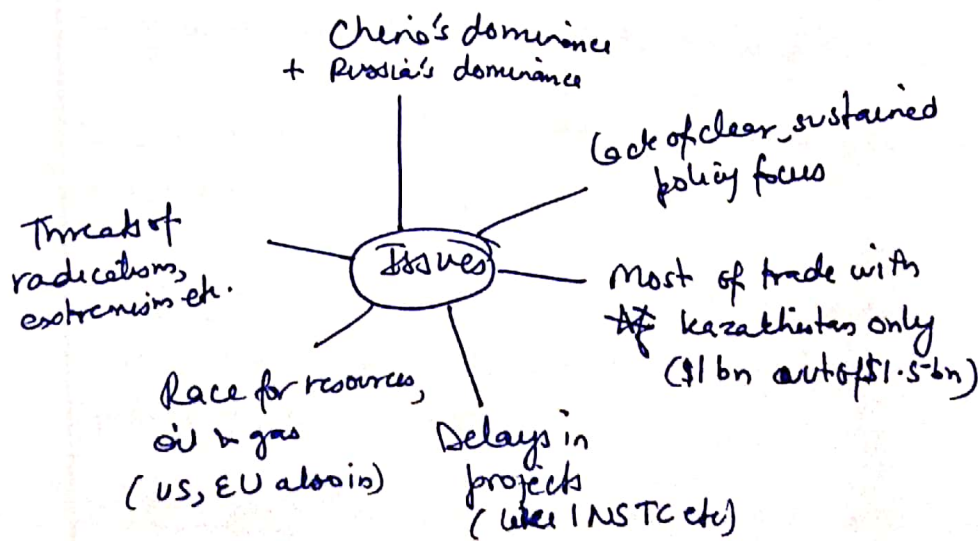 China's dominance
+ Russia's dominance
Lack of clear, sustained
policy focus
Threats of
radicalism,
extremism etc.
Issues
Most of trade with
Kazakhistan only
($1 bn out of $1.5 bn)
Race for resources,
oil & gas
(US, EU also in)
Delays in
projects
(like INSTC etc)